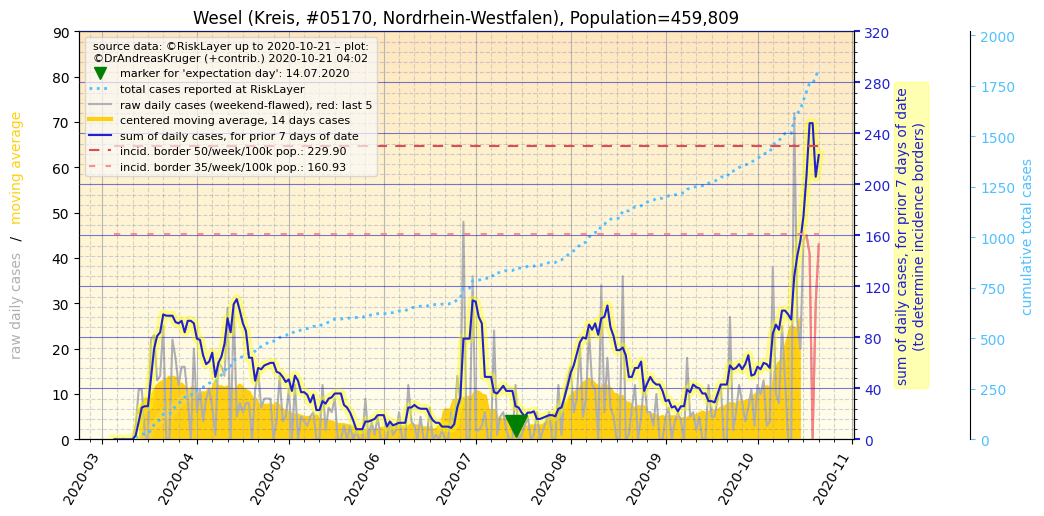 Wesel (Kreis, #05170, Nordrhein-Westfalen), Population=459,809
source data: ©RiskLayer up to 2020-10-21 – plot:
©DrAndreasKruger (+contrib.) 2020-10-21 04:02
marker for 'expectation day': 14.07.2020
total cases reported at RiskLayer
raw daily cases (weekend-flawed), red: last 5
centered moving average, 14 days cases
sum of daily cases, for prior 7 days of date
incid. border 50/week/100k pop.: 229.90
incid. border 35/week/100k pop.: 160.93
raw daily cases / moving average
90
80
70
60
50
40
30
20
10
0
2020-03
2020-04
2020-05
2020-06
2020-07
2020-08
2020-09
2020-10
2020-11
320
280
240
200
160
120
80
40
0
sum of daily cases, for prior 7 days of date
(to determine incidence borders)
2000
1750
1500
1250
1000
750
500
250
0
cumulative total cases